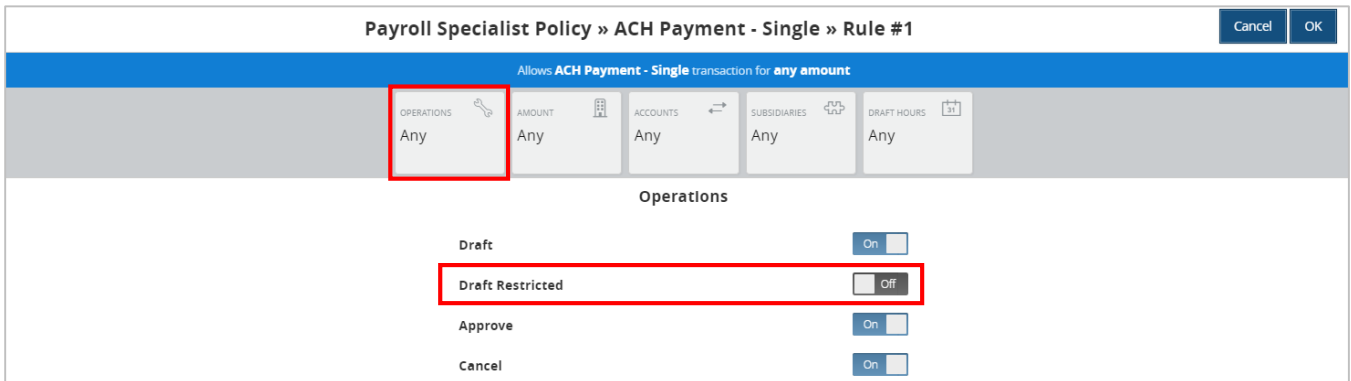 Payroll Specialist Policy » ACH Payment - Single » Rule #1
Cancel
OK
Allows ACH Payment - Single transaction for any amount
OPERATIONS
Any
AMOUNT
Any
ACCOUNTS
Any
SUBSIDIARIES
Any
DRAFT HOURS
31
Any
Operations
Draft
On
Draft Restricted
Off
Approve
On
Cancel
On